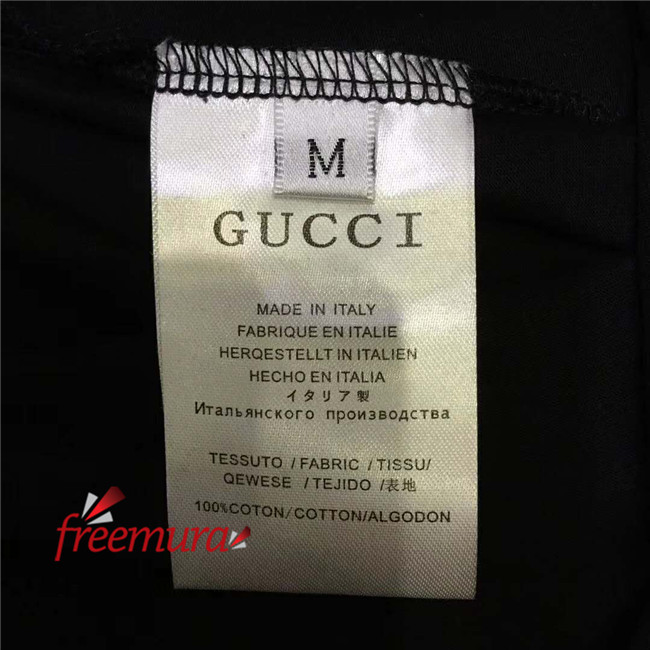 M
GUCCI
MADE IN ITALY
FABRIQUE EN ITALIE
HERQESTELLT IN ITALIEN
HECHO EN ITALIA
イタリア製
Итальянского производства
TESSUTO / FABRIC / TISSU/
QEWESE / TEJIDO /表地
100%COTON/COTTON/ALGODON
freemura